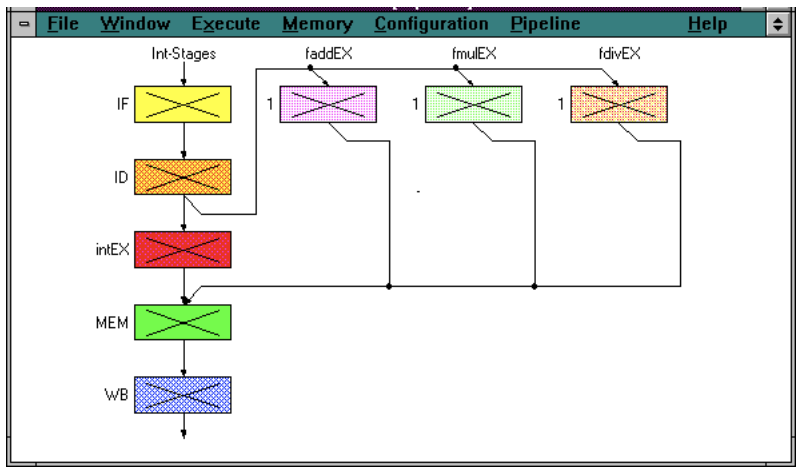 File Window Execute Memory Configuration Pipeline Help
Int-Stages faddEX fmulEX fdivEX
IF 1 1 1
ID
intEX
MEM
WB